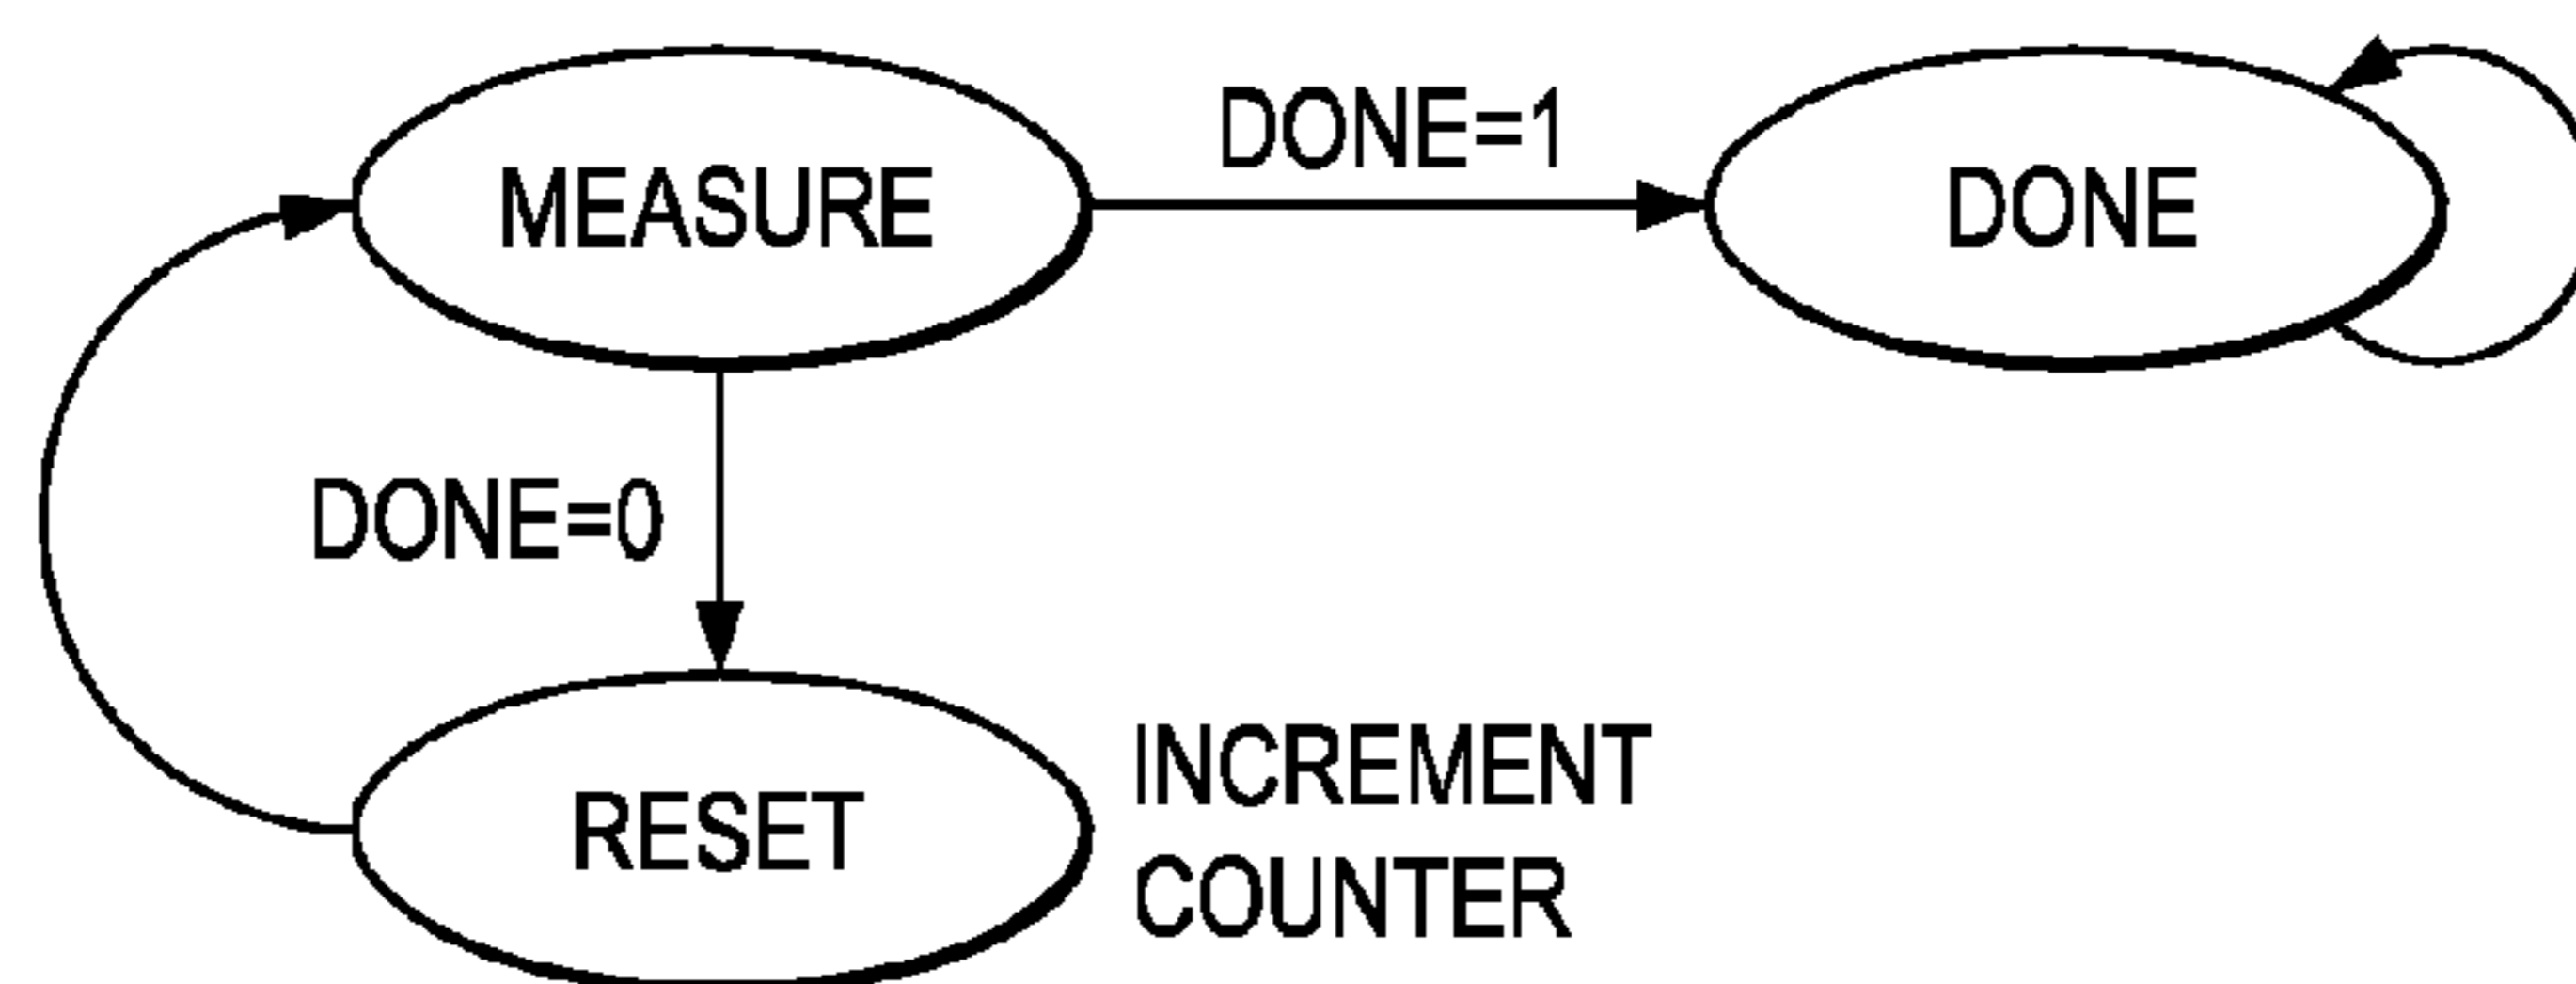 DONE=1
MEASURE
DONE
DONE=0
INCREMENT
RESET
COUNTER